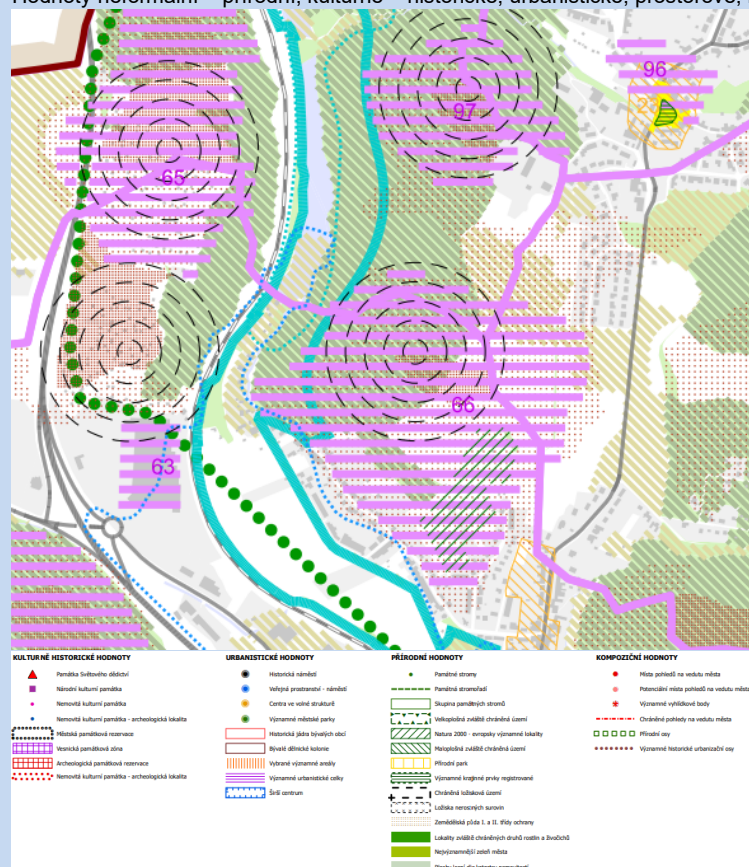 Hodnoty neformální – přírodní, kulturně – historické, urbanistické, prostorové,
96
97
65
66
63
KULTURNĚ HISTORICKÉ HODNOTY
Památka Světového dědictví
Národní kulturní památka
Nemovitá kulturní památka
Nemovitá kulturní památka - archeologická lokalita
Městská památková rezervace
Vesnická památková zóna
Archeologická památková rezervace
Nemovitá kulturní památka - archeologická lokalita
URBANISTICKÉ HODNOTY
Historická náměstí
Veřejná prostranství - náměstí
Centra ve volné struktuře
Významné městské parky
Historická jádra bývalých obcí
Bývalé dělnické kolonie
Vybrané významné areály
Významné urbanistické celky
Širší centrum
PŘÍRODNÍ HODNOTY
Památné stromy
Památná stromořadí
Skupina památných stromů
Velkoplošná zvláště chráněná území
Natura 2000 - evropsky významné lokality
Maloplošná zvláště chráněná území
Přírodní park
Významné krajinné prvky registrované
Chráněná ložisková území
Ložiska nerostných surovin
Zemědělská půda I. a II. třídy ochrany
Lokality zvláště chráněných druhů rostlin a živočichů
Nejvýznamnější zeleň města
KOMPOZIČNÍ HODNOTY
Místa pohledů na vedutu města
Potenciální místa pohledů na vedutu města
Významné vyhlídkové body
Chráněné pohledy na vedutu města
Přírodní osy
Významné historické urbanizační osy